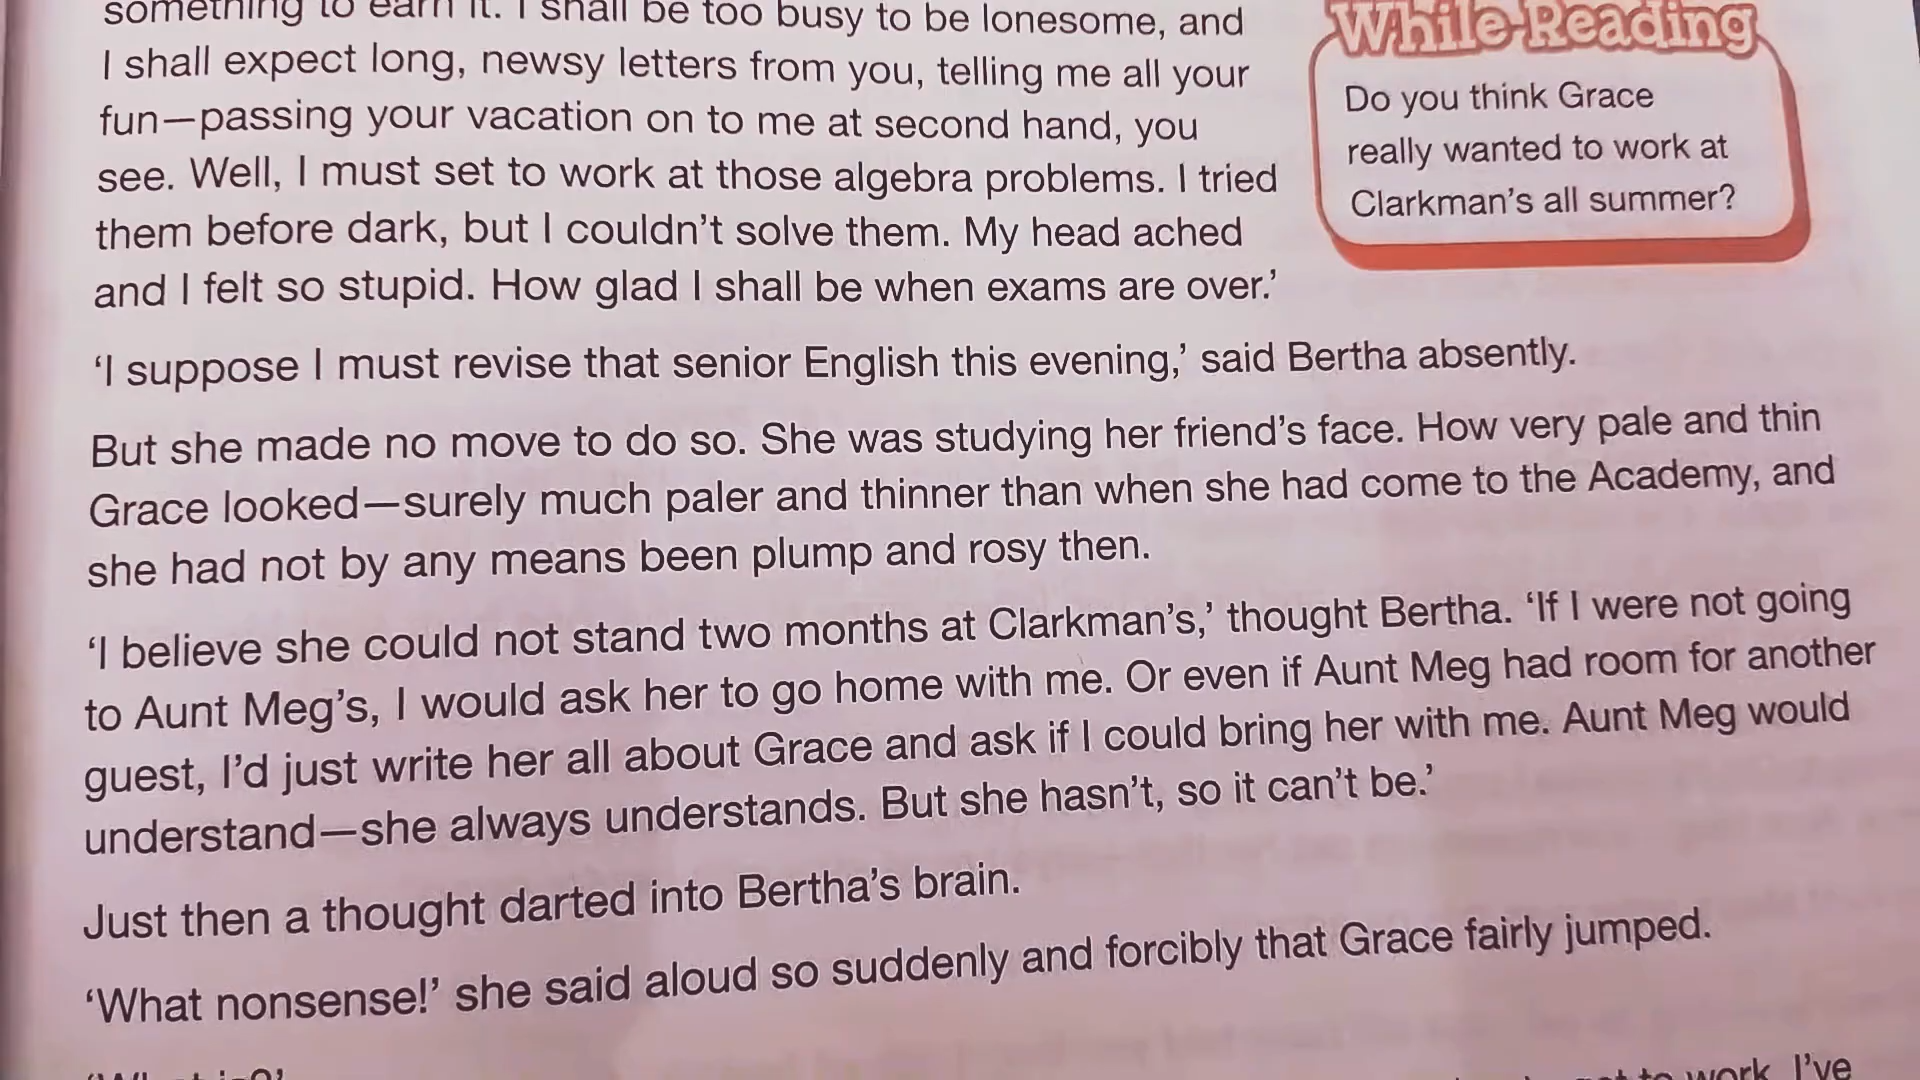 something to earn it. I shall be too busy to be lonesome, and
I shall expect long, newsy letters from you, telling me all your
fun—passing your vacation on to me at second hand, you
see. Well, I must set to work at those algebra problems. I tried
them before dark, but I couldn't solve them. My head ached
and I felt so stupid. How glad I shall be when exams are over.'
While-Reading
Do you think Grace
really wanted to work at
Clarkman's all summer?
'I suppose I must revise that senior English this evening,' said Bertha absently.
But she made no move to do so. She was studying her friend's face. How very pale and thin
Grace looked—surely much paler and thinner than when she had come to the Academy, and
she had not by any means been plump and rosy then.
'I believe she could not stand two months at Clarkman's,' thought Bertha. 'If I were not going
to Aunt Meg's, I would ask her to go home with me. Or even if Aunt Meg had room for another
guest, I'd just write her all about Grace and ask if I could bring her with me. Aunt Meg would
understand—she always understands. But she hasn't, so it can't be.'
Just then a thought darted into Bertha's brain.
'What nonsense!' she said aloud so suddenly and forcibly that Grace fairly jumped.
to work. I've